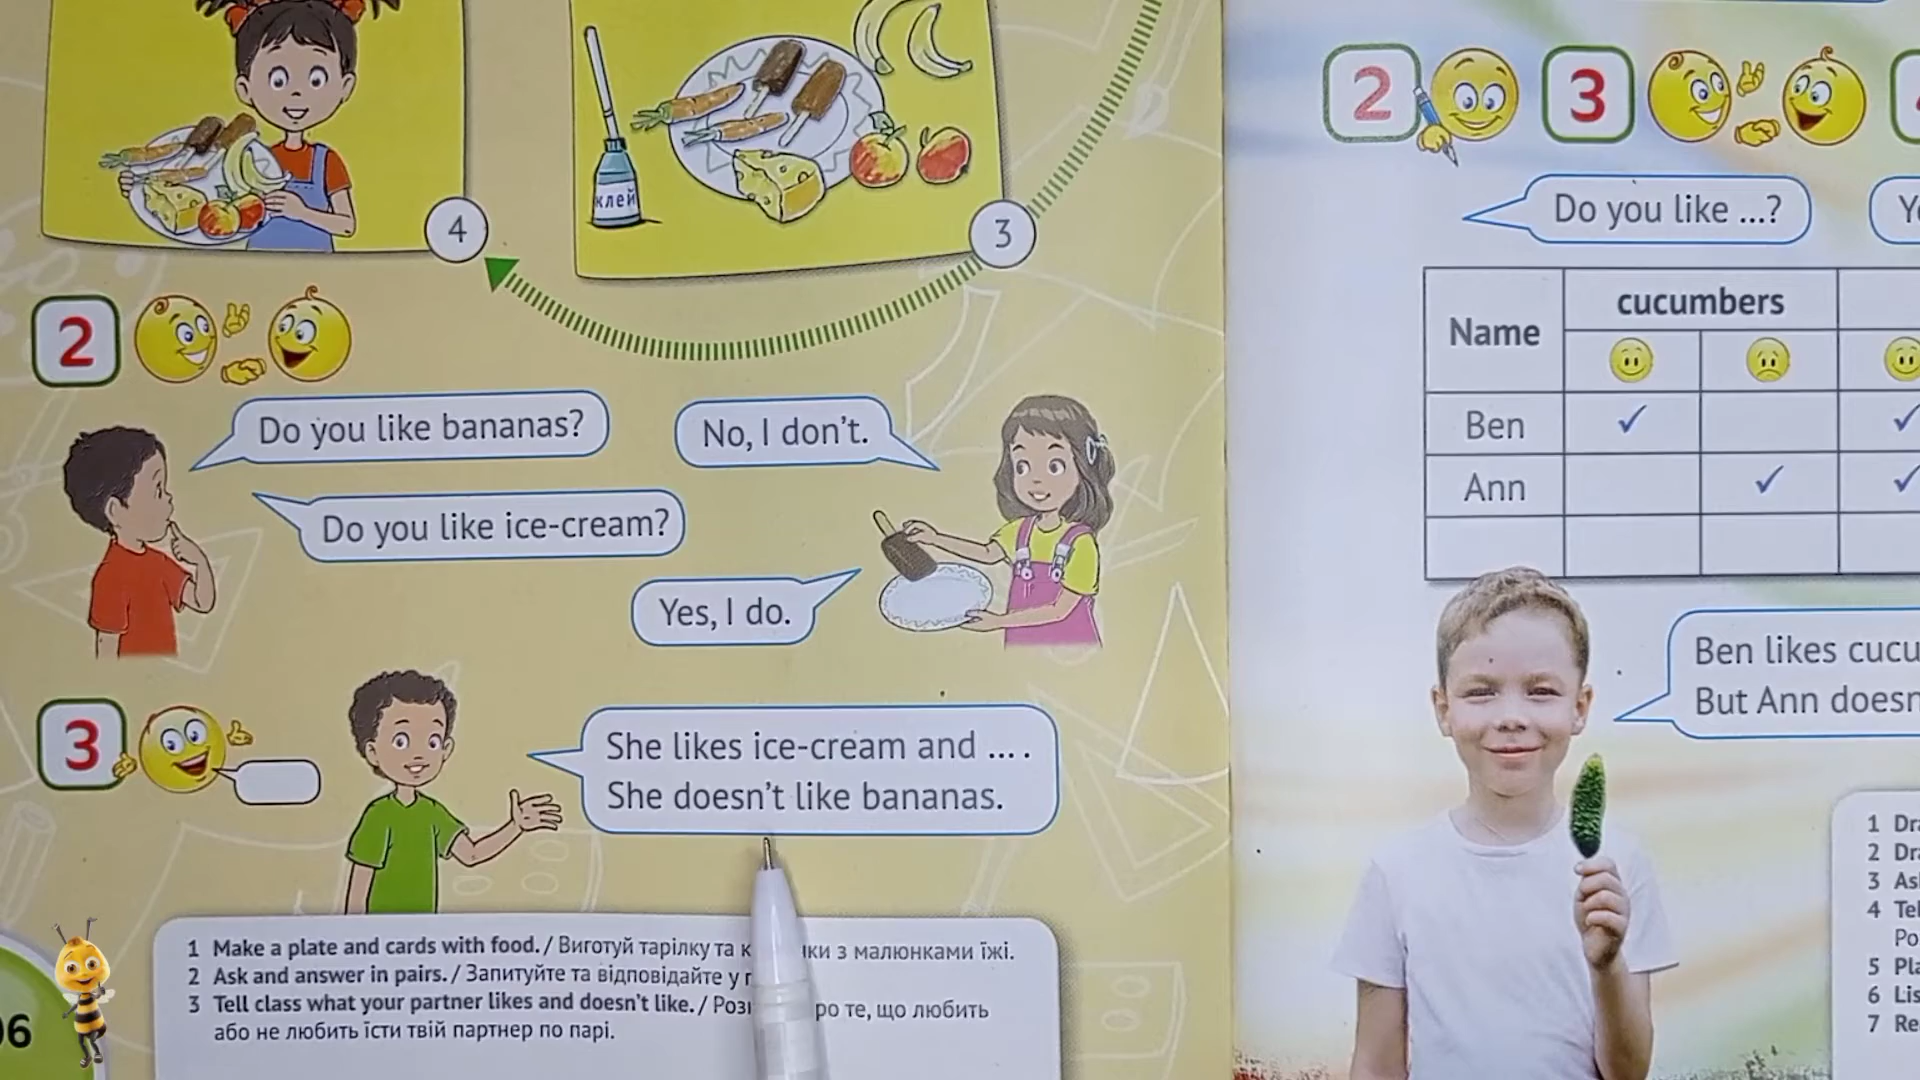 клей
4
3
2
Do you like bananas?
No, I don't.
Do you like ice-cream?
Yes, I do.
3
She likes ice-cream and ... .
She doesn't like bananas.
1 Make a plate and cards with food. / Виготуй тарілку та к ки з малюнками їжі.
2 Ask and answer in pairs. / Запитуйте та відповідайте у
3 Tell class what your partner likes and doesn't like. / ро те, що любить
або не любить їсти твій партнер по парі.
2 3
Do you like ...?
Name cucumbers
Ben
Ann
Ben likes
But Ann
1
2
3
4
5
6
7